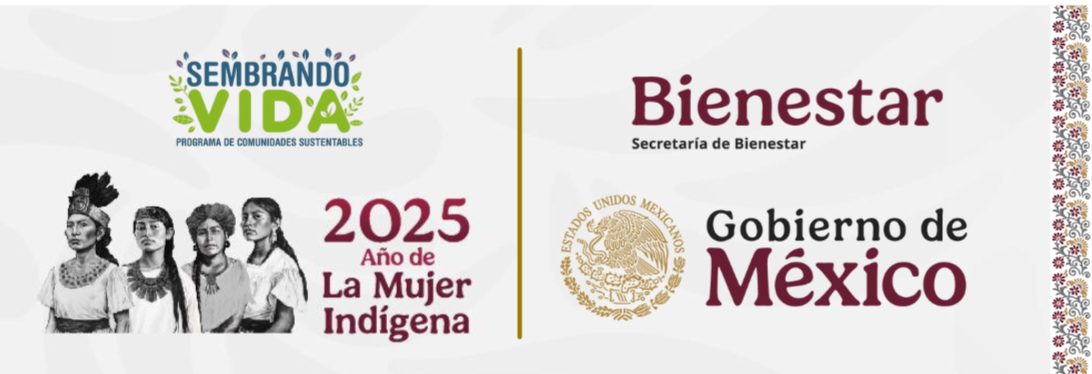 SEMBRANDO
VIDA
PROGRAMA DE COMUNIDADES SUSTENTABLES
2025
Año de
La Mujer
Indígena
Bienestar
Secretaría de Bienestar
ESTADOS UNIDOS MEXICANOS
Gobierno de
México